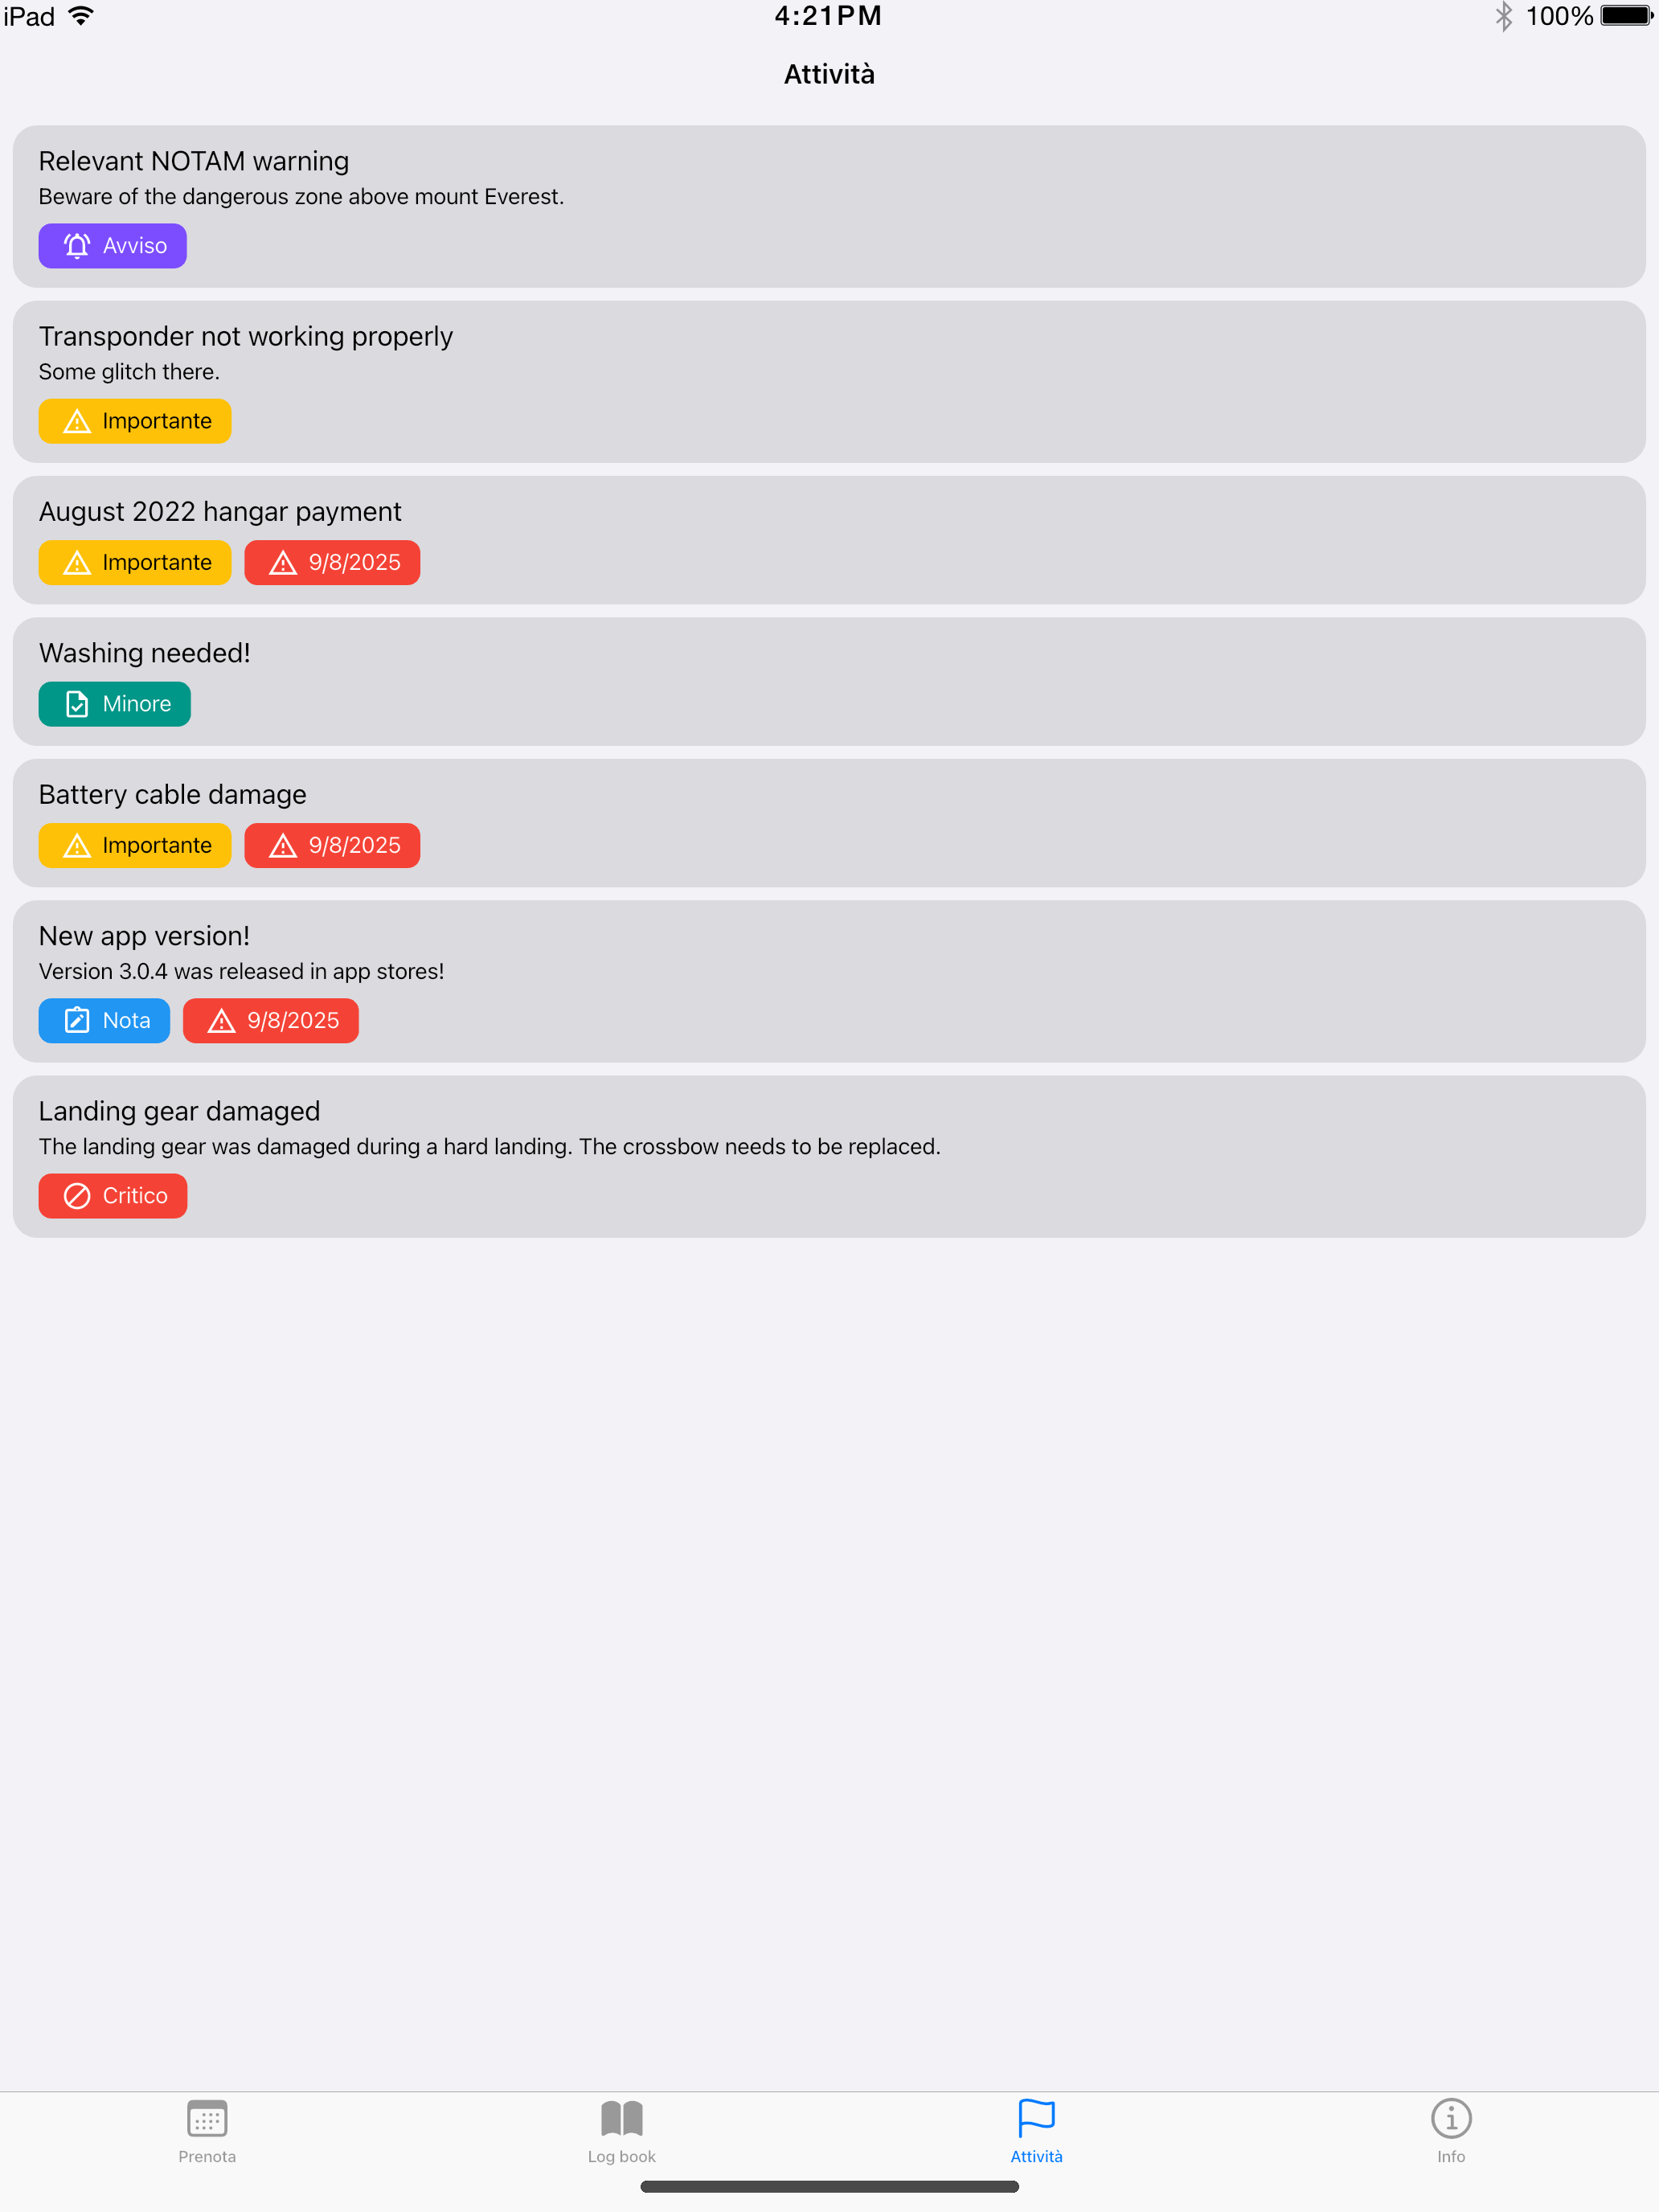 iPad 4:21 PM 100%
Attività
Relevant NOTAM warning
Beware of the dangerous zone above mount Everest.
Avviso
Transponder not working properly
Some glitch there.
Importante
August 2022 hangar payment
Importante 9/8/2025
Washing needed!
Minore
Battery cable damage
Importante 9/8/2025
New app version!
Version 3.0.4 was released in app stores!
Nota 9/8/2025
Landing gear damaged
The landing gear was damaged during a hard landing. The crossbow needs to be replaced.
Critico
Prenota Log book Attività Info